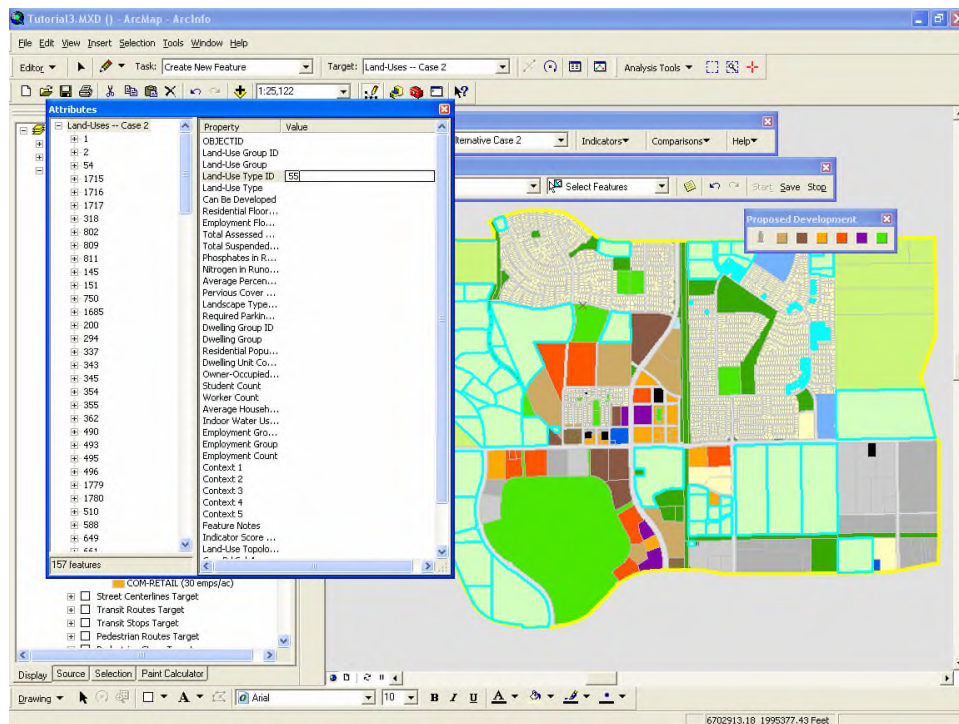 Tutorial3.MXD () - ArcMap - ArcInfo
File Edit View Insert Selection Tools Window Help
Editor Task: Create New Feature Target: Land-Uses -- Case 2 Analysis Tools
1:25,122
Attributes
Land-Uses -- Case 2
1
2
54
1715
1716
1717
318
802
809
811
145
151
750
1685
200
294
337
343
345
354
355
362
490
493
495
496
1779
1780
510
588
649
661
157 features
Property Value
OBJECTID
Land-Use Group ID
Land-Use Group
Land-Use Type ID 55
Land-Use Type
Can Be Developed
Residential Floor...
Employment Flo...
Total Assessed ...
Total Suspended...
Phosphates in R...
Nitrogen in Runo...
Average Percen...
Pervious Cover ...
Landscape Type...
Required Parkin...
Dwelling Group ID
Dwelling Group
Residential Popu...
Dwelling Unit Co...
Owner-Occupied...
Student Count
Worker Count
Average Househ...
Indoor Water Us...
Employment Gro...
Employment Group
Employment Count
Context 1
Context 2
Context 3
Context 4
Context 5
Feature Notes
Indicator Score ...
Land-Use Topolo...
ternative Case 2 Indicators Comparisons Help
Select Features Start Save Stop
Proposed Development
COM-RETAIL (30 emps/ac)
Street Centerlines Target
Transit Routes Target
Transit Stops Target
Pedestrian Routes Target
Display Source Selection Paint Calculator
Drawing A Arial 10 B I U A
6702913.18 1995377.43 Feet